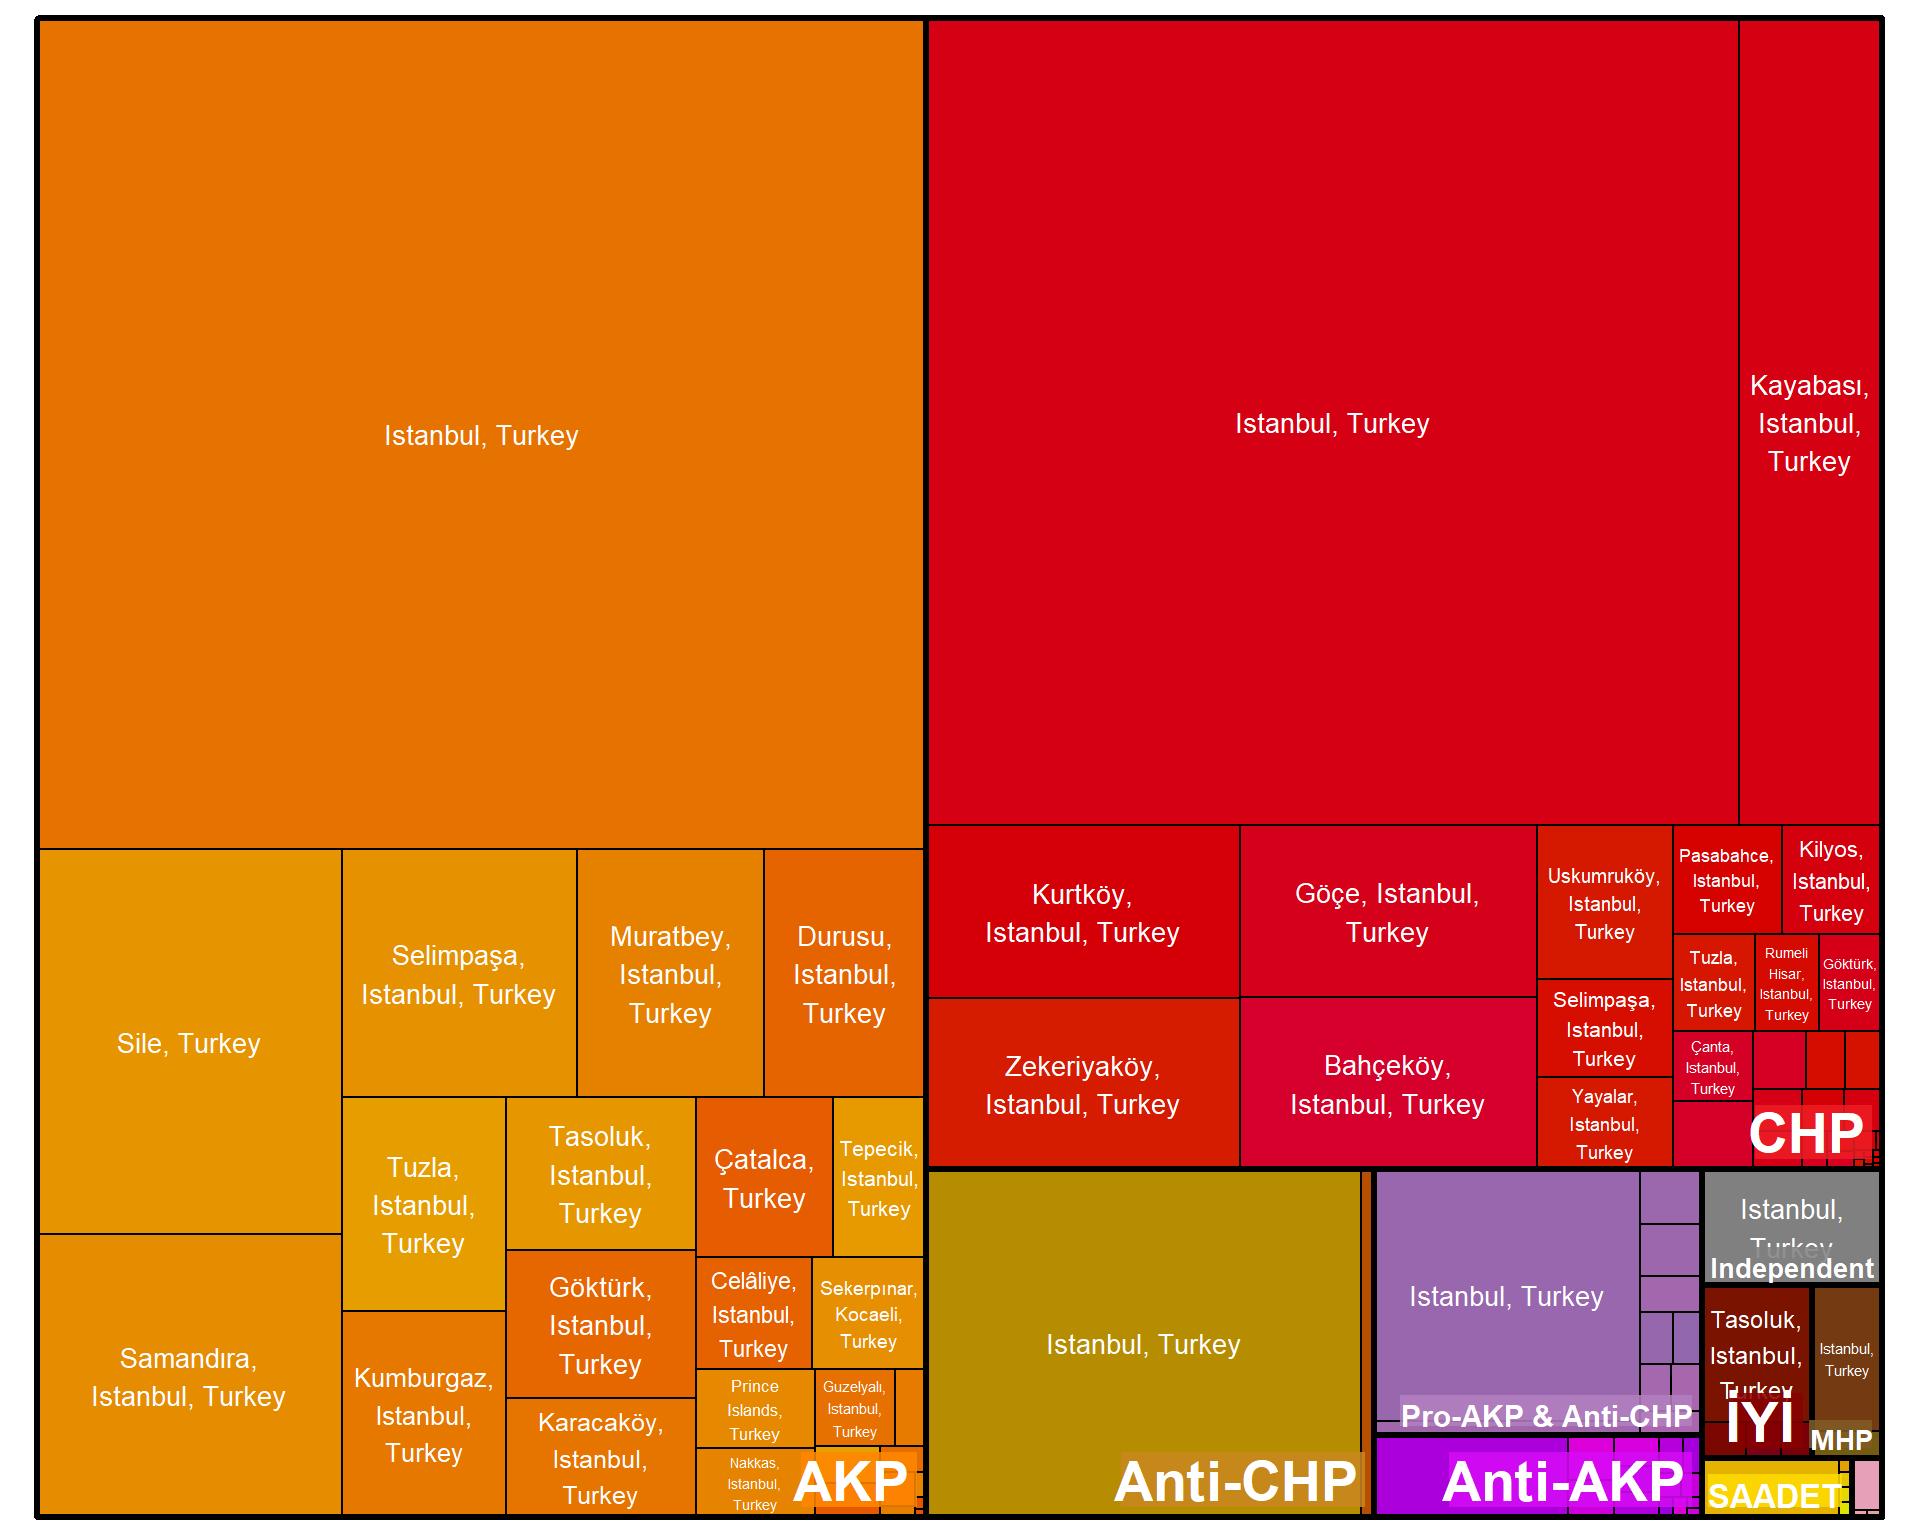 Istanbul, Turkey
Sile, Turkey
Samandıra,
Istanbul, Turkey
Selimpaşa,
Istanbul, Turkey
Muratbey,
Istanbul,
Turkey
Durusu,
Istanbul,
Turkey
Tuzla,
Istanbul,
Turkey
Kumburgaz,
Istanbul,
Turkey
Tasoluk,
Istanbul,
Turkey
Göktürk,
Istanbul,
Turkey
Karacaköy,
Istanbul,
Turkey
Çatalca,
Turkey
Tepecik,
Istanbul,
Turkey
Celâliye,
Istanbul,
Turkey
Sekerpınar,
Kocaeli,
Turkey
Prince
Islands,
Turkey
Guzelyalı,
Istanbul,
Turkey
Nakkas,
Istanbul,
Turkey
AKP
Istanbul, Turkey
Kayabası,
Istanbul,
Turkey
Kurtköy,
Istanbul, Turkey
Göçe, Istanbul,
Turkey
Zekeriyaköy,
Istanbul, Turkey
Bahçeköy,
Istanbul, Turkey
Uskumruköy,
Istanbul,
Turkey
Selimpaşa,
Istanbul,
Turkey
Yayalar,
Istanbul,
Turkey
Pasabahce,
Istanbul,
Turkey
Kilyos,
Istanbul,
Turkey
Tuzla,
Istanbul,
Turkey
Rumeli
Hisar,
Istanbul,
Turkey
Göktürk,
Istanbul,
Turkey
Çanta,
Istanbul,
Turkey
CHP
Istanbul, Turkey
Anti-CHP
Istanbul, Turkey
Pro-AKP & Anti-CHP
Anti-AKP
Istanbul,
Turkey
Independent
Tasoluk,
Istanbul,
Turkey
İYİ
Istanbul,
Turkey
MHP
SAADET